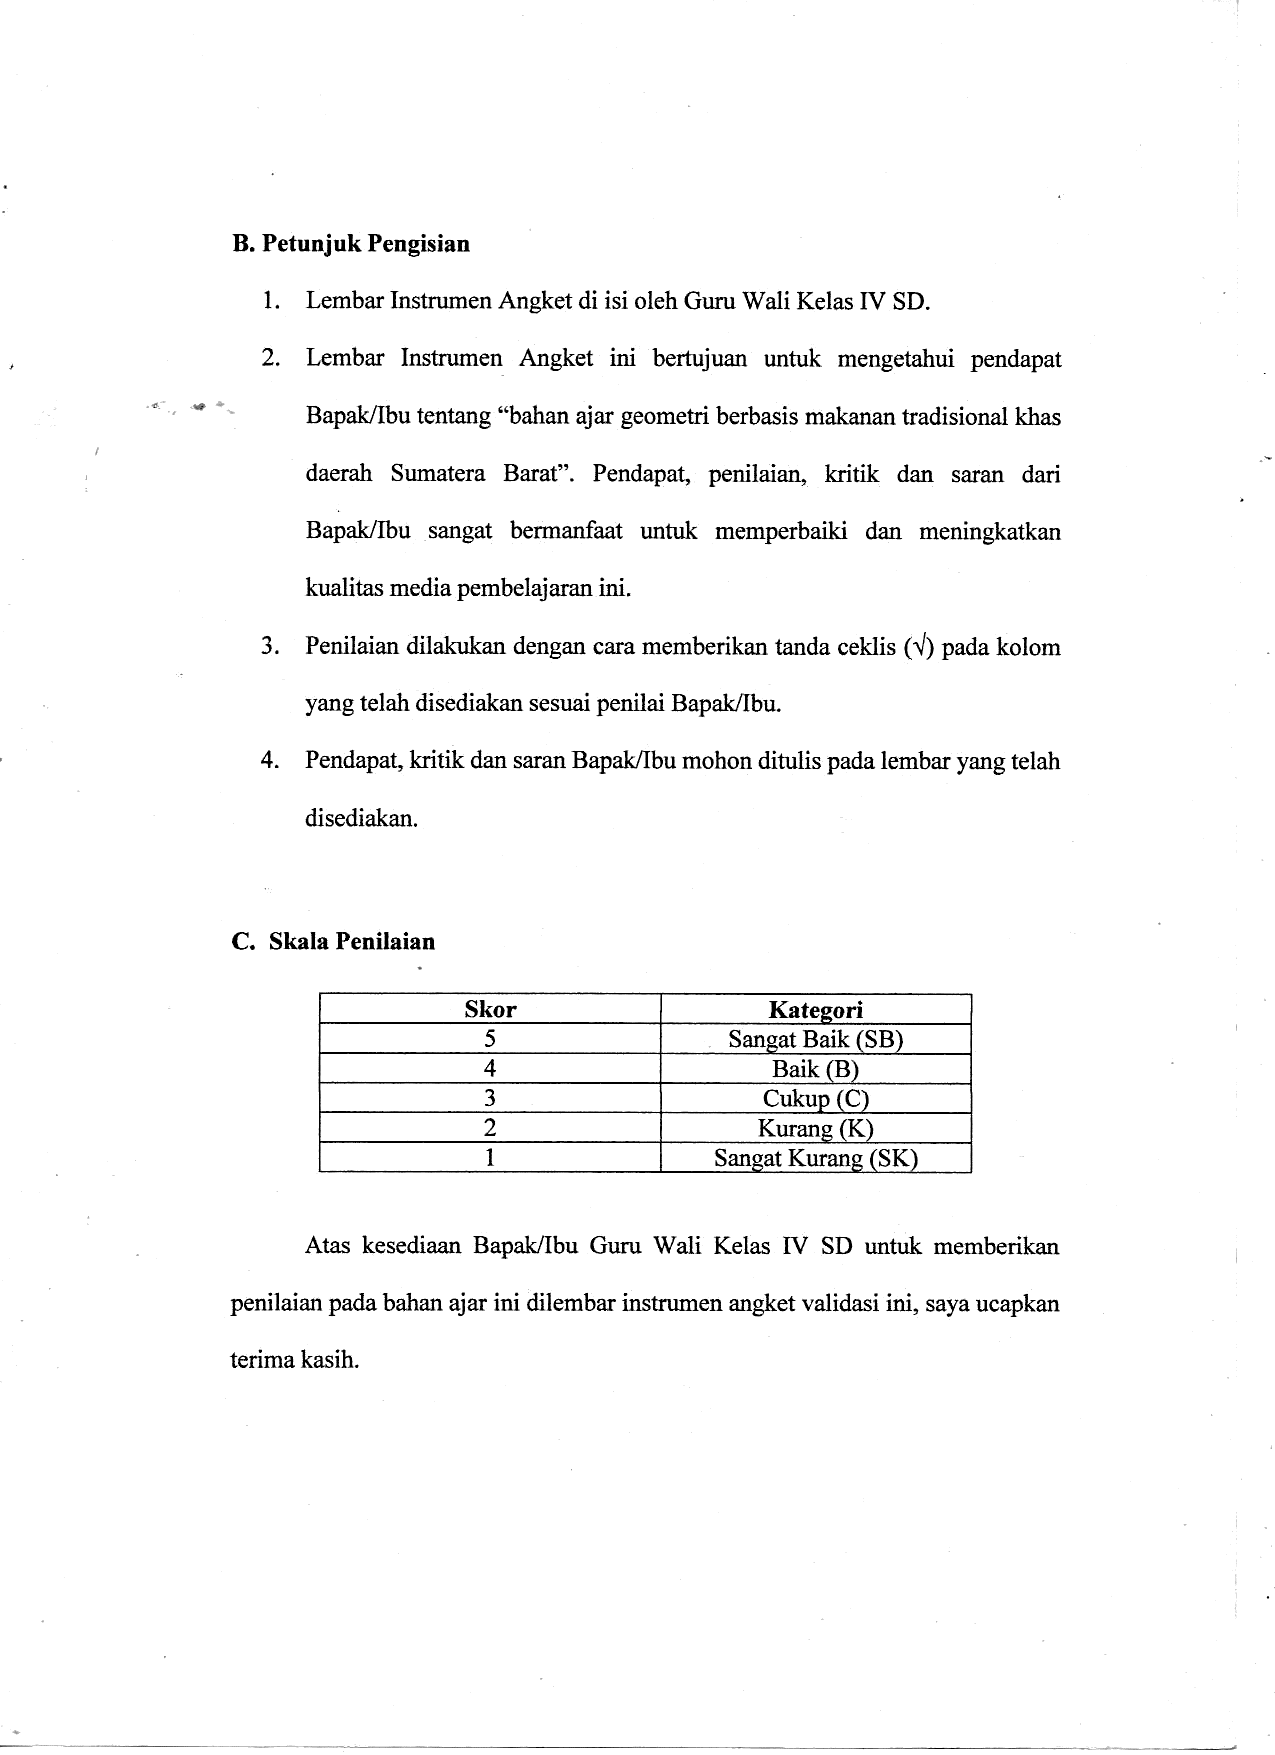 B. Petunjuk Pengisian
1. Lembar Instrumen Angket di isi oleh Guru Wali Kelas IV SD.
2. Lembar Instrumen Angket ini bertujuan untuk mengetahui pendapat
Bapak/Ibu tentang “bahan ajar geometri berbasis makanan tradisional khas
daerah Sumatera Barat”. Pendapat, penilaian, kritik dan saran dari
Bapak/Ibu sangat bermanfaat untuk memperbaiki dan meningkatkan
kualitas media pembelajaran ini.
3. Penilaian dilakukan dengan cara memberikan tanda ceklis (√) pada kolom
yang telah disediakan sesuai penilai Bapak/Ibu.
4. Pendapat, kritik dan saran Bapak/Ibu mohon ditulis pada lembar yang telah
disediakan.
C. Skala Penilaian
Skor Kategori
5 Sangat Baik (SB)
4 Baik (B)
3 Cukup (C)
2 Kurang (K)
1 Sangat Kurang (SK)
Atas kesediaan Bapak/Ibu Guru Wali Kelas IV SD untuk memberikan
penilaian pada bahan ajar ini dilembar instrumen angket validasi ini, saya ucapkan
terima kasih.